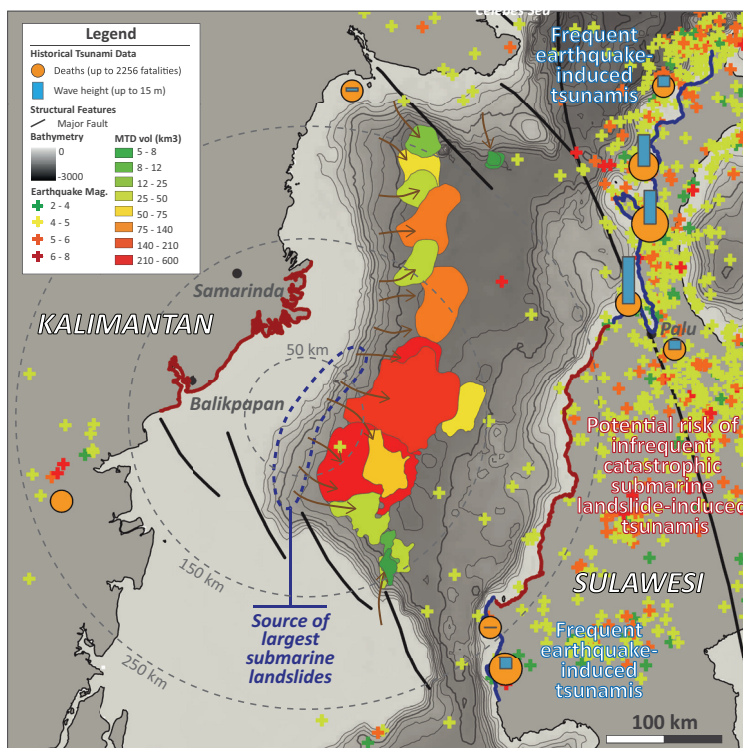 Celebes Sea
Legend
Historical Tsunami Data
Deaths (up to 2256 fatalities)
Wave height (up to 15 m)
Structural Features
Major Fault
Bathymetry
0
-3000
Earthquake Mag.
2 - 4
4 - 5
5 - 6
6 - 8
MTD vol (km3)
5 - 8
8 - 12
12 - 25
25 - 50
50 - 75
75 - 140
140 - 210
210 - 600
Frequent
earthquake-
induced
tsunamis
Samarinda
KALIMANTAN
50 km
Palu
Balikpapan
Potential risk of
infrequent
catastrophic
submarine
landslide-induced
tsunamis
150 km
SULAWESI
Source of
largest
submarine
landslides
Frequent
earthquake-
induced
tsunamis
250 km
100 km